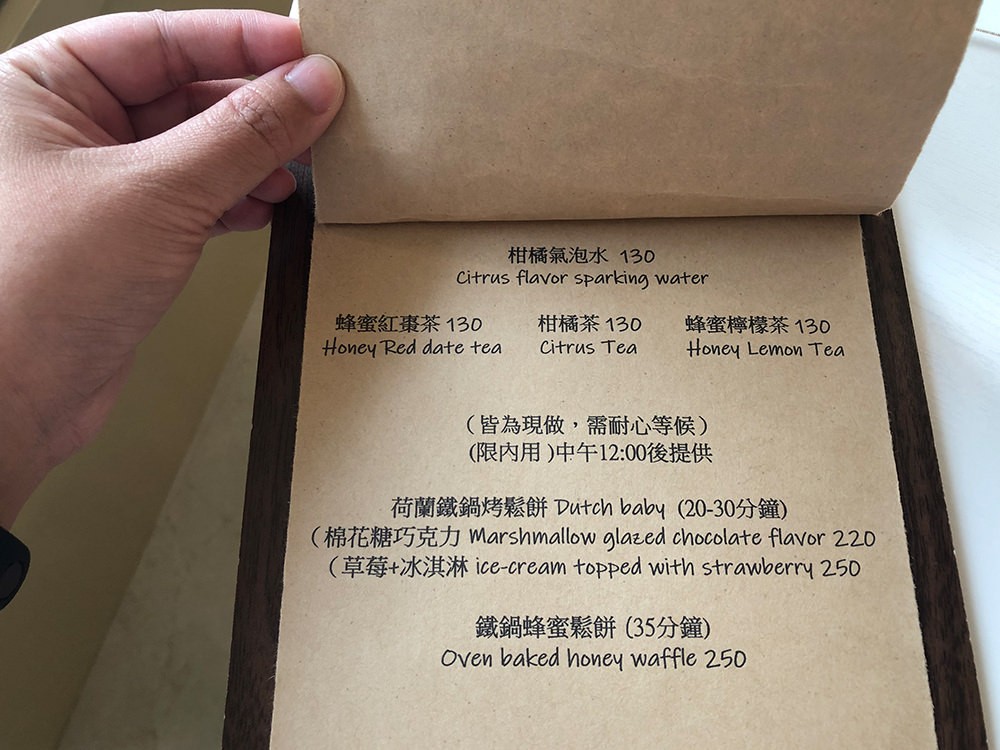 柑橘氣泡水 130
Citrus flavor sparking water
蜂蜜紅棗茶 130 柑橘茶 130 蜂蜜檸檬茶 130
Honey Red date tea Citrus Tea Honey Lemon Tea
(皆為現做，需耐心等候)
(限內用)中午12:00後提供
荷蘭鐵鍋烤鬆餅 Dutch baby (20-30分鐘)
(棉花糖巧克力 Marshmallow glazed chocolate flavor 220
(草莓+冰淇淋 ice-cream topped with strawberry 250
鐵鍋蜂蜜鬆餅 (35分鐘)
Oven baked honey waffle 250